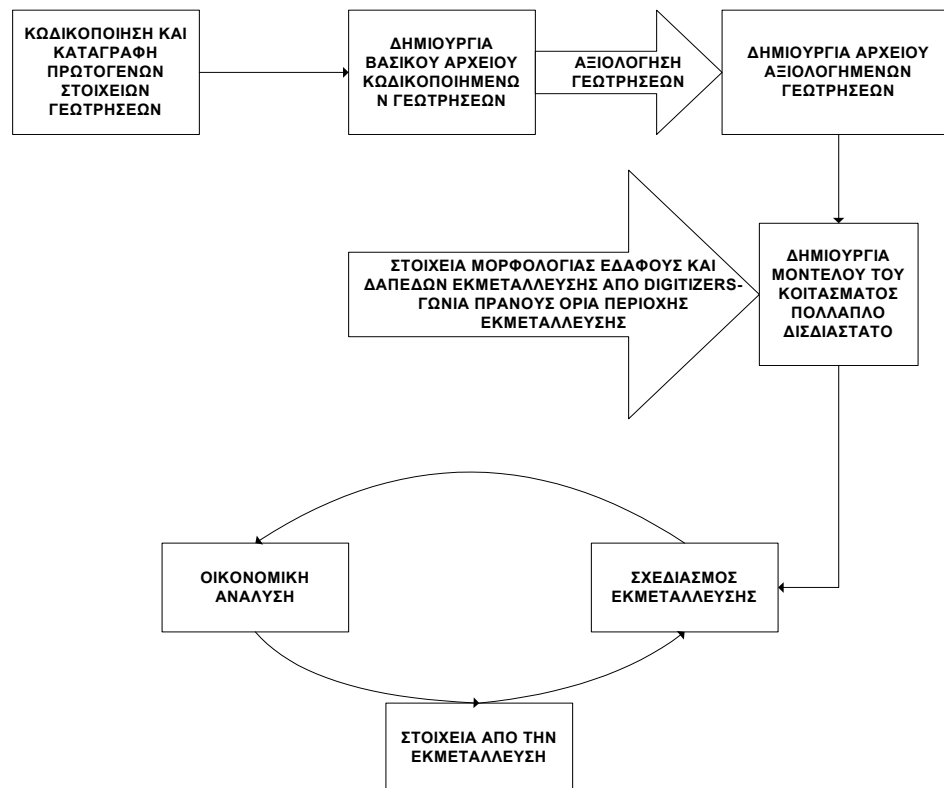 ΚΩΔΙΚΟΠΟΙΗΣΗ ΚΑΙ
ΚΑΤΑΓΡΑΦΗ
ΠΡΩΤΟΓΕΝΩΝ
ΣΤΟΙΧΕΙΩΝ
ΓΕΩΤΡΗΣΕΩΝ
ΔΗΜΙΟΥΡΓΙΑ
ΒΑΣΙΚΟΥ ΑΡΧΕΙΟΥ
ΚΩΔΙΚΟΠΟΙΗΜΕΝΩ
Ν ΓΕΩΤΡΗΣΕΩΝ
ΑΞΙΟΛΟΓΗΣΗ
ΓΕΩΤΡΗΣΕΩΝ
ΔΗΜΙΟΥΡΓΙΑ ΑΡΧΕΙΟΥ
ΑΞΙΟΛΟΓΗΜΕΝΩΝ
ΓΕΩΤΡΗΣΕΩΝ
ΣΤΟΙΧΕΙΑ ΜΟΡΦΟΛΟΓΙΑΣ ΕΔΑΦΟΥΣ ΚΑΙ
ΔΑΠΕΔΩΝ ΕΚΜΕΤΑΛΛΕΥΣΗΣ ΑΠΟ DIGITIZERS-
ΓΩΝΙΑ ΠΡΑΝΟΥΣ ΟΡΙΑ ΠΕΡΙΟΧΗΣ
ΕΚΜΕΤΑΛΛΕΥΣΗΣ
ΔΗΜΙΟΥΡΓΙΑ
ΜΟΝΤΕΛΟΥ ΤΟΥ
ΚΟΙΤΑΣΜΑΤΟΣ
ΠΟΛΛΑΠΛΟ
ΔΙΣΔΙΑΣΤΑΤΟ
ΟΙΚΟΝΟΜΙΚΗ
ΑΝΑΛΥΣΗ
ΣΧΕΔΙΑΣΜΟΣ
ΕΚΜΕΤΑΛΛΕΥΣΗΣ
ΣΤΟΙΧΕΙΑ ΑΠΟ ΤΗΝ
ΕΚΜΕΤΑΛΛΕΥΣΗ